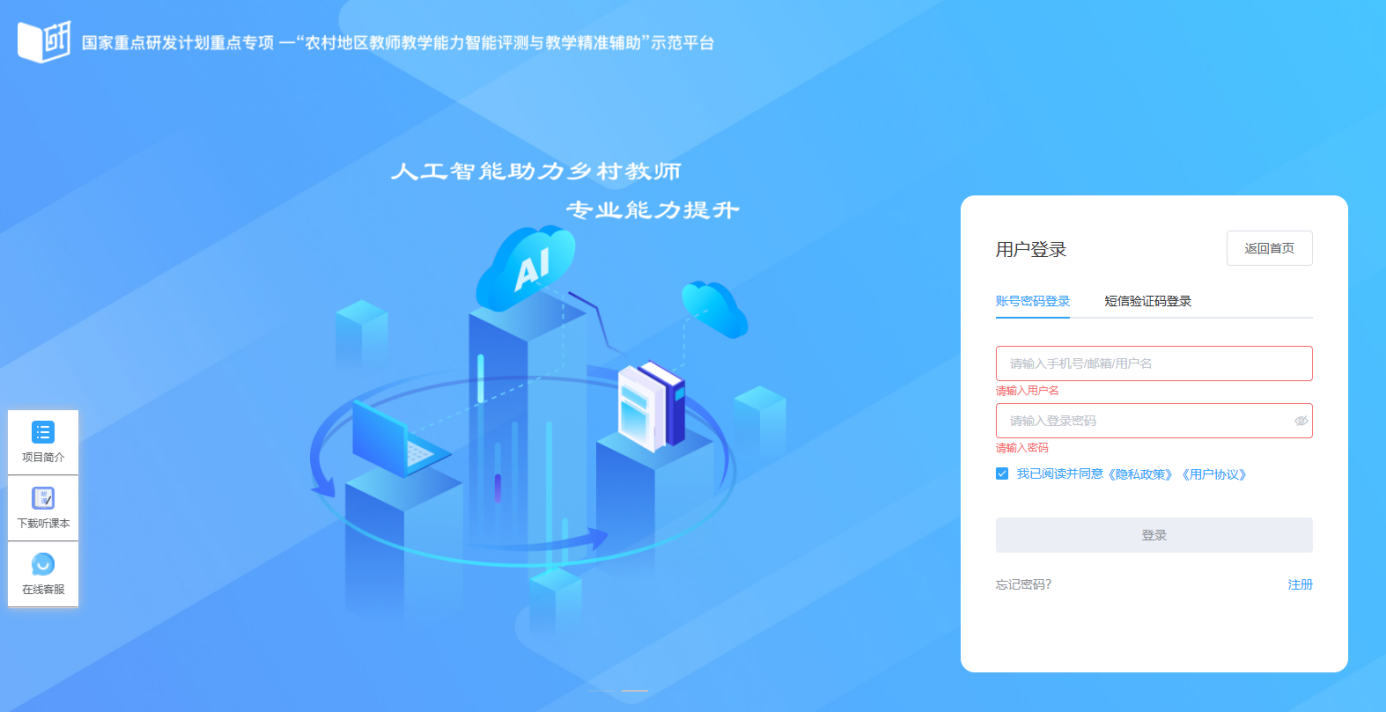 研
国家重点研发计划重点专项 —“农村地区教师教学能力智能评测与教学精准辅助”示范平台
人工智能助力乡村教师
专业能力提升
AI
项目简介
下载听课本
在线客服
用户登录
返回首页
账号密码登录
短信验证码登录
请输入手机号/邮箱/用户名
请输入用户名
请输入登录密码
请输入密码
我已阅读并同意《隐私政策》《用户协议》
登录
忘记密码?
注册